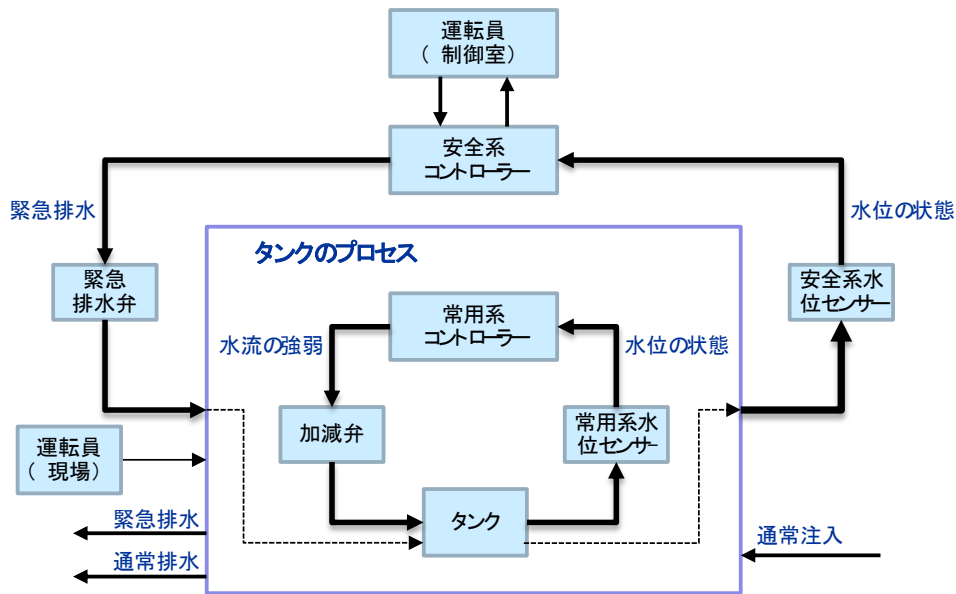 運転員
（ 制御室）
安全系
コントローラー
緊急排水
水位の状態
タンクのプロセス
緊急
排水弁
安全系水
位センサー
常用系
コントローラー
水流の強弱
水位の状態
加減弁
常用系水
位センサー
運転員
（ 現場）
タンク
緊急排水
通常注入
通常排水